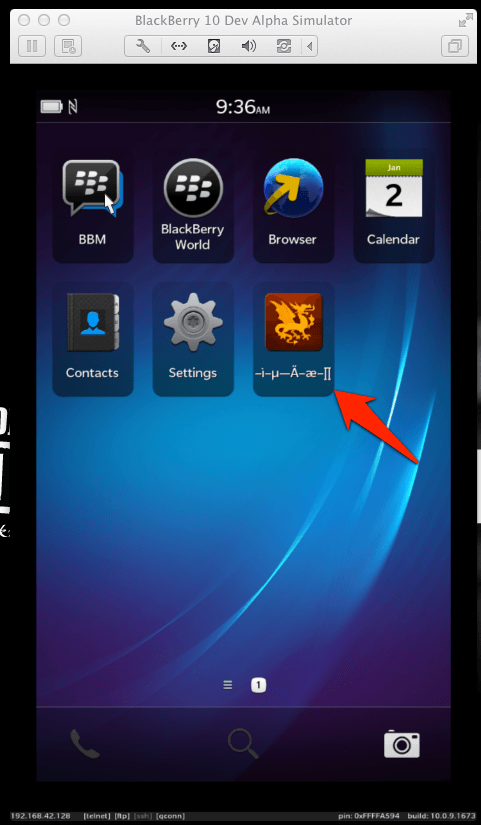 BlackBerry 10 Dev Alpha Simulator
9:36AM
BBM
BlackBerry
World
Browser
Jan
2
Calendar
Contacts
Settings
–ì–µ—Ä–æ–∏
1
192.168.42.128 [telnet] [ftp] [ssh] [qconn] pin: 0xFFFFA594 build: 10.0.9.1673